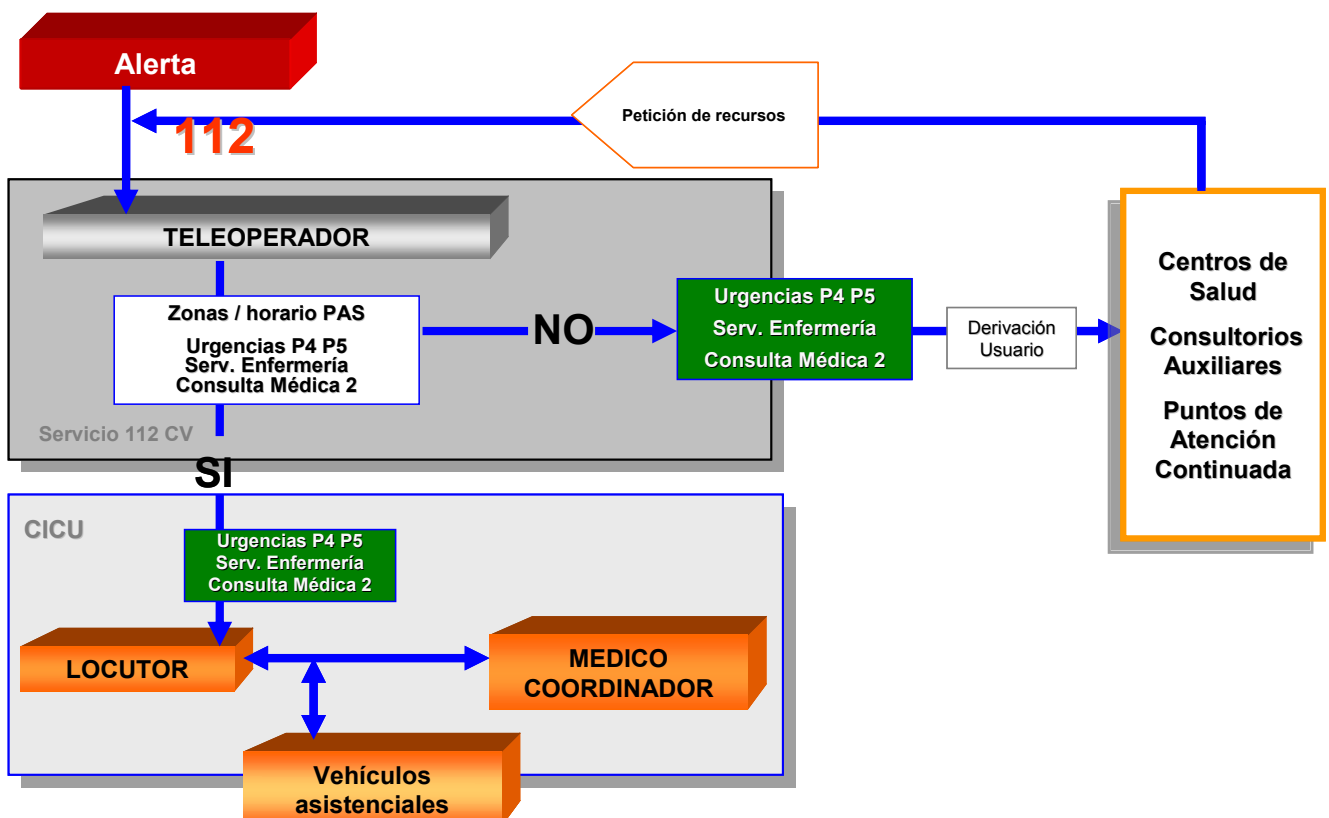 Alerta
112
Petición de recursos
TELEOPERADOR
Zonas / horario PAS
Urgencias P4 P5
Serv. Enfermería
Consulta Médica 2
Servicio 112 CV
NO
Urgencias P4 P5
Serv. Enfermería
Consulta Médica 2
Derivación
Usuario
Centros de
Salud
Consultorios
Auxiliares
Puntos de
Atención
Continuada
SI
CICU
Urgencias P4 P5
Serv. Enfermería
Consulta Médica 2
LOCUTOR
MEDICO
COORDINADOR
Vehículos
asistenciales